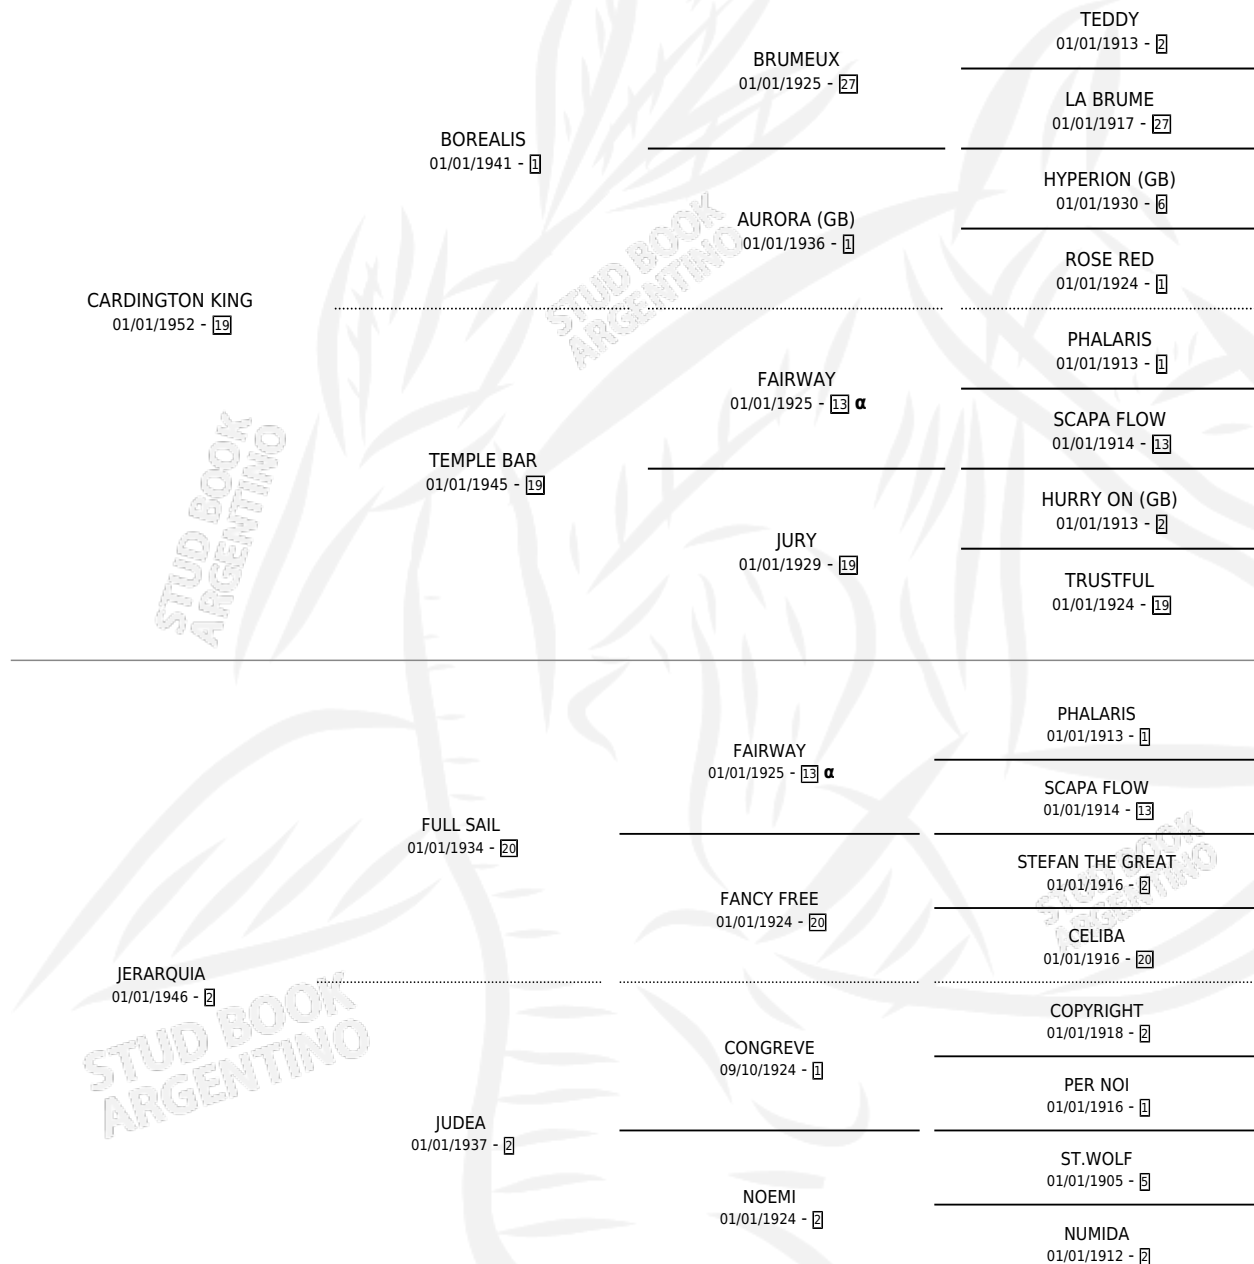 TEDDY
01/01/1913 - 2
BRUMEUX
01/01/1925 - 27
LA BRUME
01/01/1917 - 27
BOREALIS
01/01/1941 - 1
HYPERION (GB)
01/01/1930 - 6
AURORA (GB)
01/01/1936 - 1
ROSE RED
01/01/1924 - 1
CARDINGTON KING
01/01/1952 - 19
PHALARIS
01/01/1913 - 1
FAIRWAY
01/01/1925 - 13 α
SCAPA FLOW
01/01/1914 - 13
TEMPLE BAR
01/01/1945 - 19
HURRY ON (GB)
01/01/1913 - 2
JURY
01/01/1929 - 19
TRUSTFUL
01/01/1924 - 19
PHALARIS
01/01/1913 - 1
FAIRWAY
01/01/1925 - 13 α
SCAPA FLOW
01/01/1914 - 13
FULL SAIL
01/01/1934 - 20
STEFAN THE GREAT
01/01/1916 - 2
FANCY FREE
01/01/1924 - 20
CELIBA
01/01/1916 - 20
JERARQUIA
01/01/1946 - 2
COPYRIGHT
01/01/1918 - 2
CONGREVE
09/10/1924 - 1
PER NOI
01/01/1916 - 1
JUDEA
01/01/1937 - 2
ST.WOLF
01/01/1905 - 5
NOEMI
01/01/1924 - 2
NUMIDA
01/01/1912 - 2
STUD BOOK
ARGENTINO
STUD BOOK
ARGENTINO
STUD BOOK
ARGENTINO
STUD BOOK
ARGENTINO